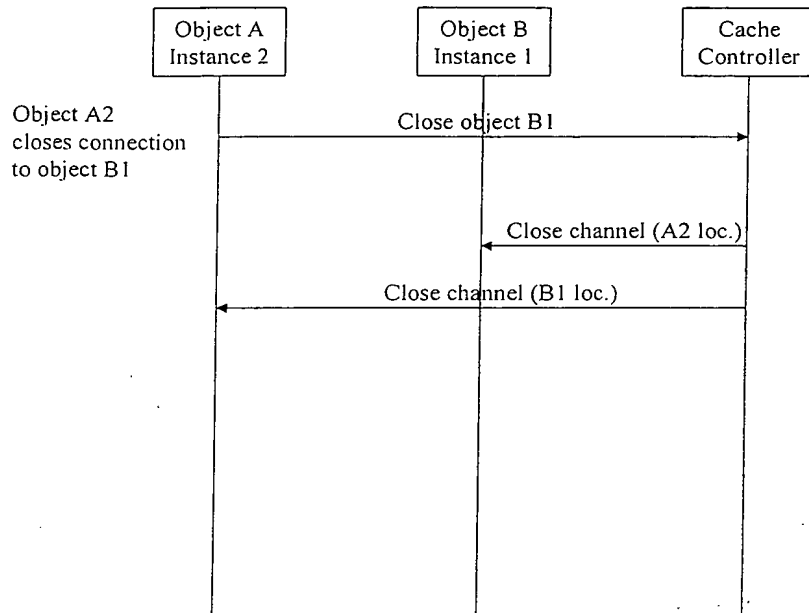 Object A
Instance 2
Object B
Instance 1
Cache
Controller
Object A2
closes connection
to object B1
Close object B1
Close channel (A2 loc.)
Close channel (B1 loc.)